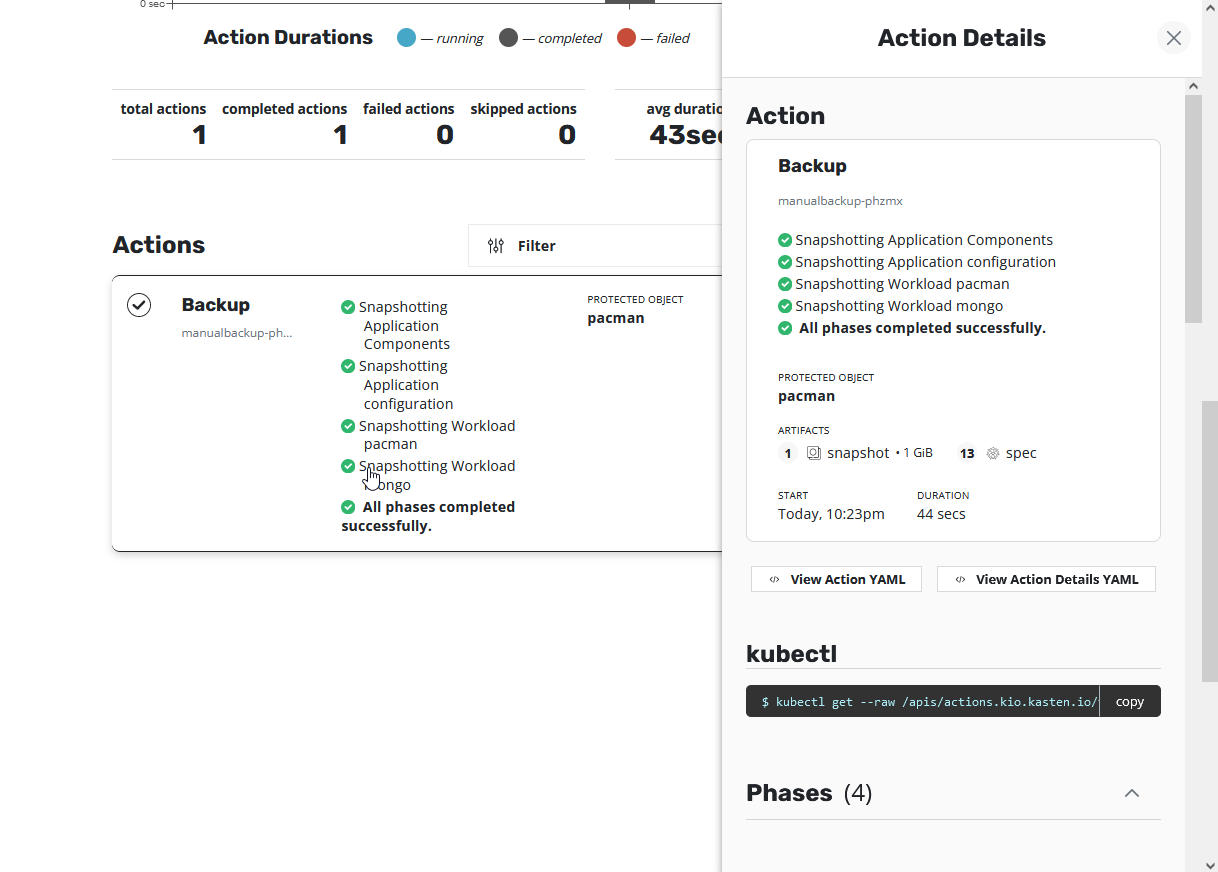 0 sec
Action Durations
— running
— completed
— failed
total actions
1
completed actions
1
failed actions
0
skipped actions
0
avg
43
Actions
Filter
Backup
manualbackup-ph...
Snapshotting
Application
Components
Snapshotting
Application
configuration
Snapshotting Workload
pacman
Snapshotting Workload
All phases completed
successfully.
PROTECTED OBJECT
pacman
Action Details
Action
Backup
manualbackup-phzmx
Snapshotting Application Components
Snapshotting Application configuration
Snapshotting Workload pacman
Snapshotting Workload mongo
All phases completed successfully.
PROTECTED OBJECT
pacman
ARTIFACTS
1 snapshot • 1 GiB 13 spec
START
Today, 10:23pm
DURATION
44 secs
</> View Action YAML
</> View Action Details YAML
kubectl
$ kubectl get --raw /apis/actions.kio.kasten.io/
copy
Phases (4)